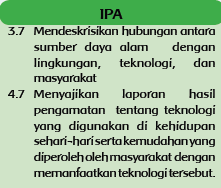 IPA
3.7 Mendeskrisikan hubungan antara
sumber daya alam dengan
lingkungan, teknologi, dan
masyarakat
4.7 Menyajikan laporan hasil
pengamatan tentang teknologi
yang digunakan di kehidupan
sehari-hari serta kemudahan yang
diperoleh oleh masyarakat dengan
memanfaatkan teknologi tersebut.